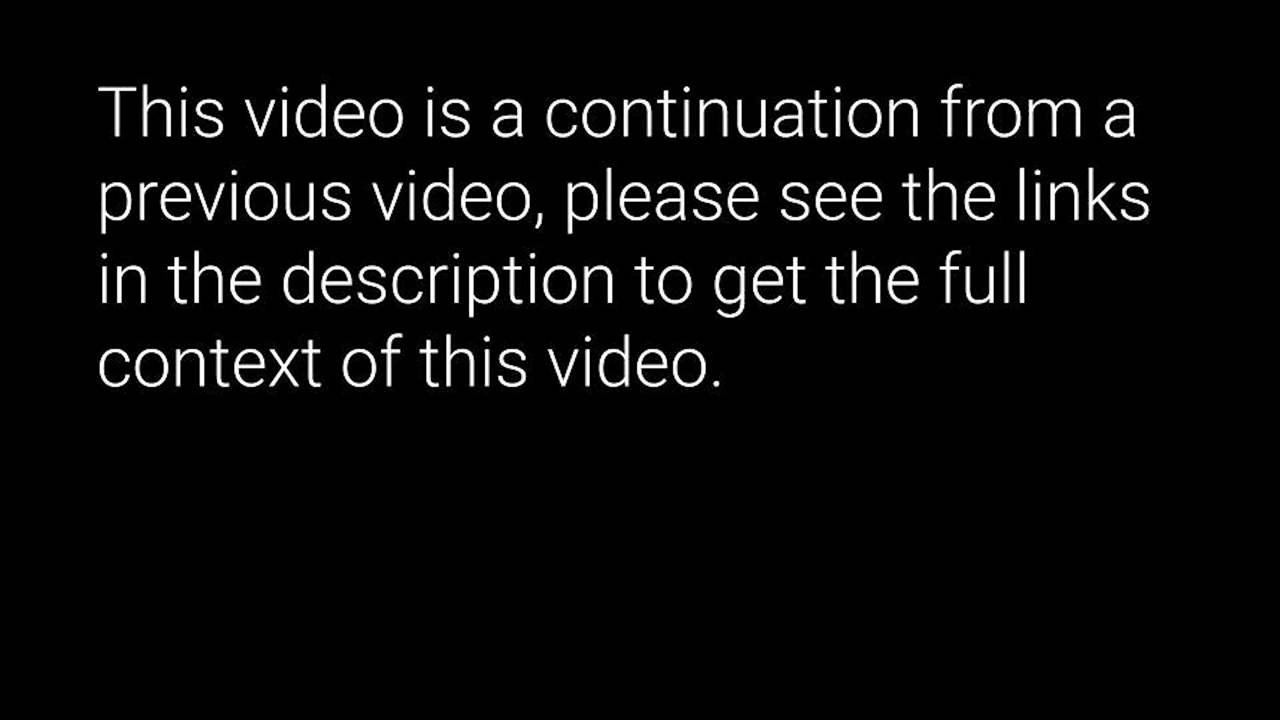 This video is a continuation from a
previous video, please see the links
in the description to get the full
context of this video.